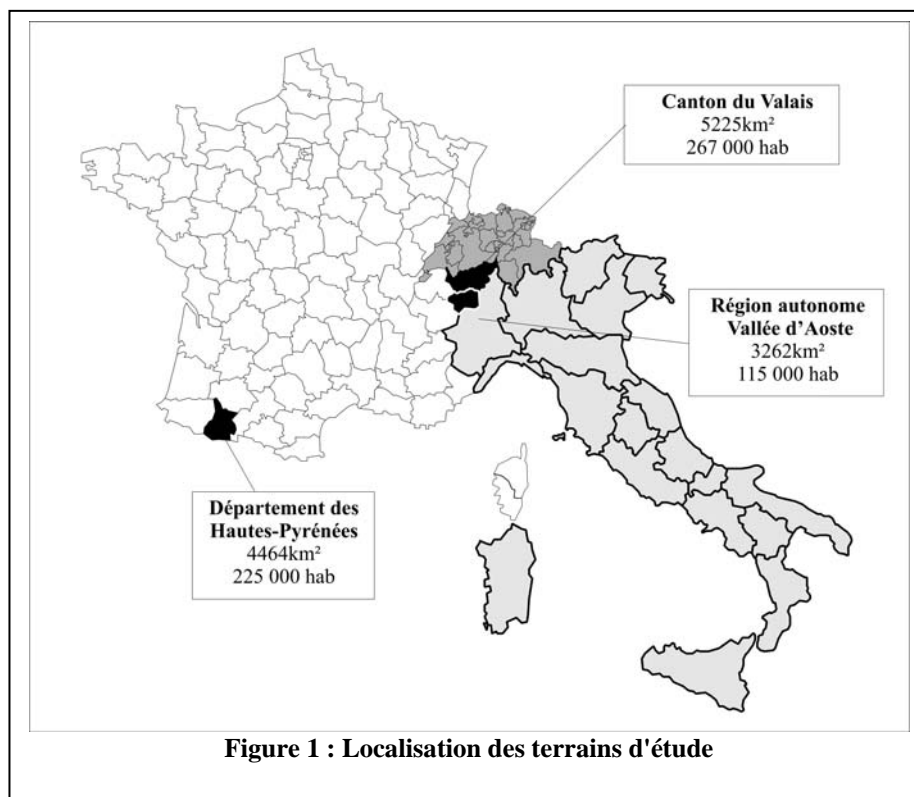 Canton du Valais
5225km²
267 000 hab
Région autonome
Vallée d'Aoste
3262km²
115 000 hab
Département des
Hautes-Pyrénées
4464km²
225 000 hab
Figure 1 : Localisation des terrains d'étude